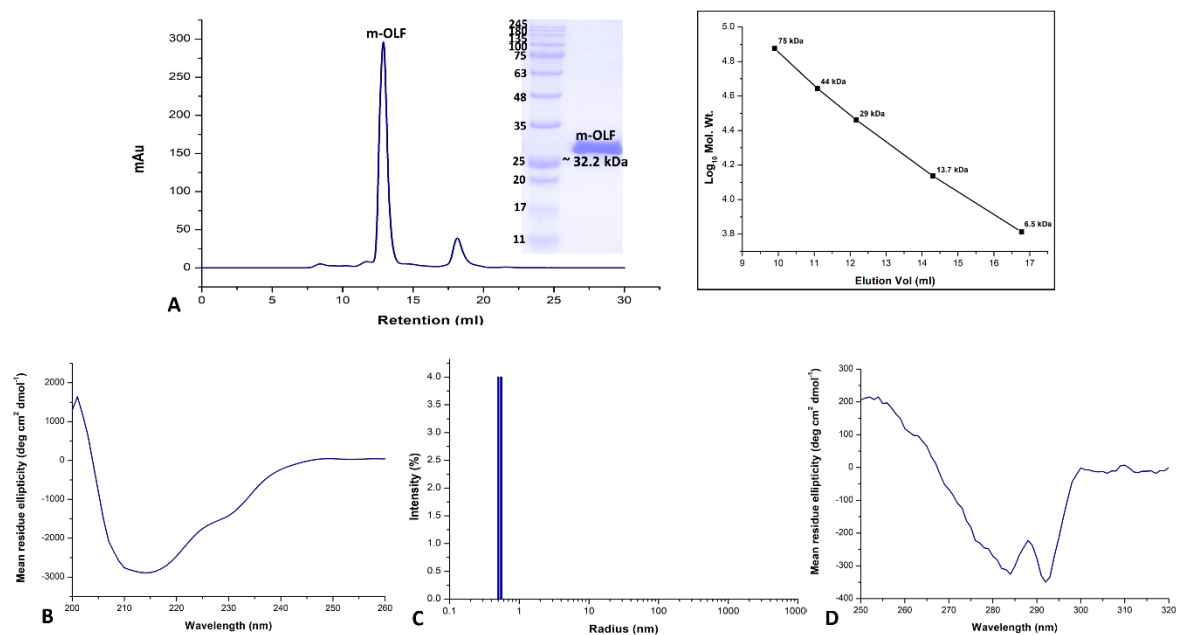 m-OLF
300
250
200
150
100
50
0
mAu
0 5 10 15 20 25 30
Retention (ml)
A
245
180
135
100
75
63
48
35
25
20
17
11
m-OLF
~ 32.2 kDa
5.0
4.8
4.6
4.4
4.2
4.0
3.8
Log10 Mol. Wt.
75 kDa
44 kDa
29 kDa
13.7 kDa
6.5 kDa
9 10 11 12 13 14 15 16 17
Elution Vol (ml)
2000
1000
0
-1000
-2000
-3000
Mean residue ellipticity (deg cm² dmol⁻¹)
200 210 220 230 240 250 260
B
Wavelength (nm)
4.0
3.5
3.0
2.5
2.0
1.5
1.0
0.5
0.0
Intensity (%)
0.1 1 10 100 1000
C
Radius (nm)
300
200
100
0
-100
-200
-300
-400
Mean residue ellipticity (deg cm² dmol⁻¹)
250 260 270 280 290 300 310 320
D
Wavelength (nm)